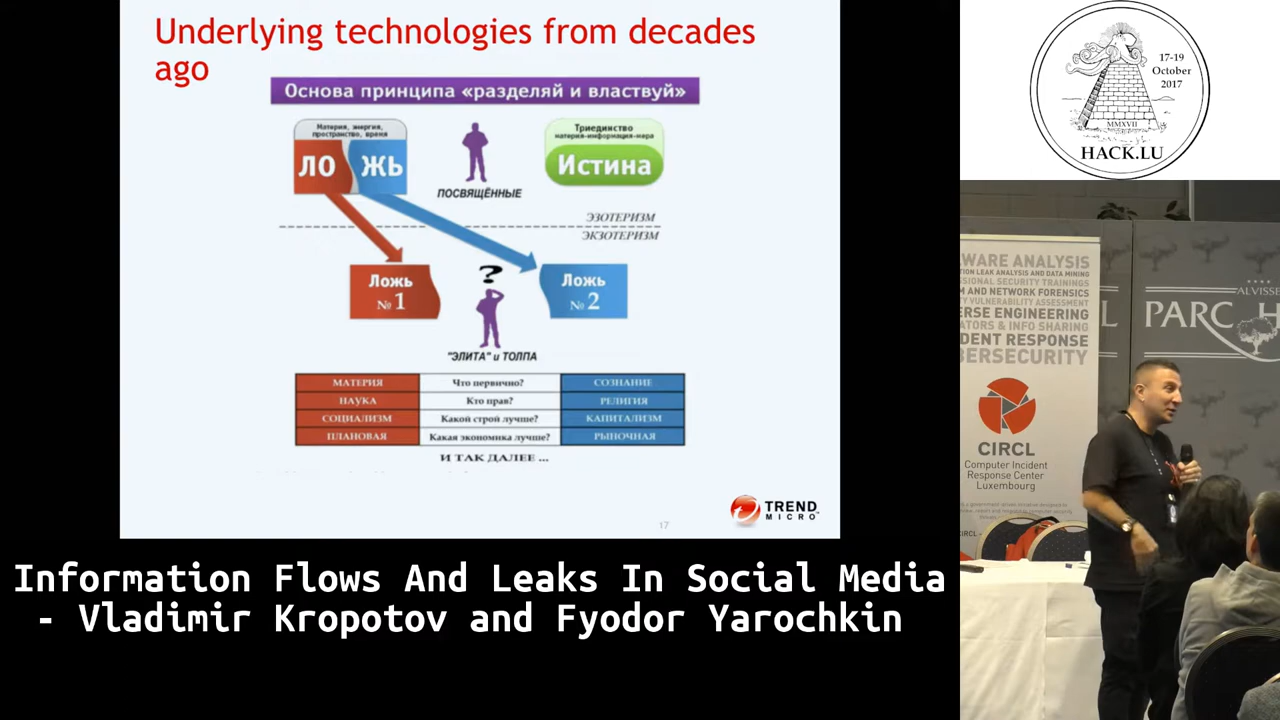 Underlying technologies from decades
ago
Основа принципа «разделяй и властвуй»
Материя, энергия,
пространство, время
ЛО ЖЬ
ПОСВЯЩЁННЫЕ
Триединство
материя-информация-мера
Истина
ЭЗОТЕРИЗМ
ЭКЗОТЕРИЗМ
Ложь
№ 1
?
Ложь
№ 2
"ЭЛИТА" и ТОЛПА
МАТЕРИЯ Что первично? СОЗНАНИЕ
НАУКА Кто прав? РЕЛИГИЯ
СОЦИАЛИЗМ Какой строй лучше? КАПИТАЛИЗМ
ПЛАНОВАЯ Какая экономика лучше? РЫНОЧНАЯ
И ТАК ДАЛЕЕ ...
17
TREND
MICRO
Information Flows And Leaks In Social Media
- Vladimir Kropotov and Fyodor Yarochkin
17-19
October
2017
MMXVII
HACK.LU
WARE ANALYSIS
TION LEAK ANALYSIS AND DATA MINING
SIONAL SECURITY TRAININGS
M AND NETWORK FORENSICS
TY VULNERABILITY ASSESSMENT
RSE ENGINEERING
ATORS & INFO SHARING
DENT RESPONSE
BERSECURITY
CIRCL
Computer Incident
Response Center
Luxembourg
ALVISSE
PARC H